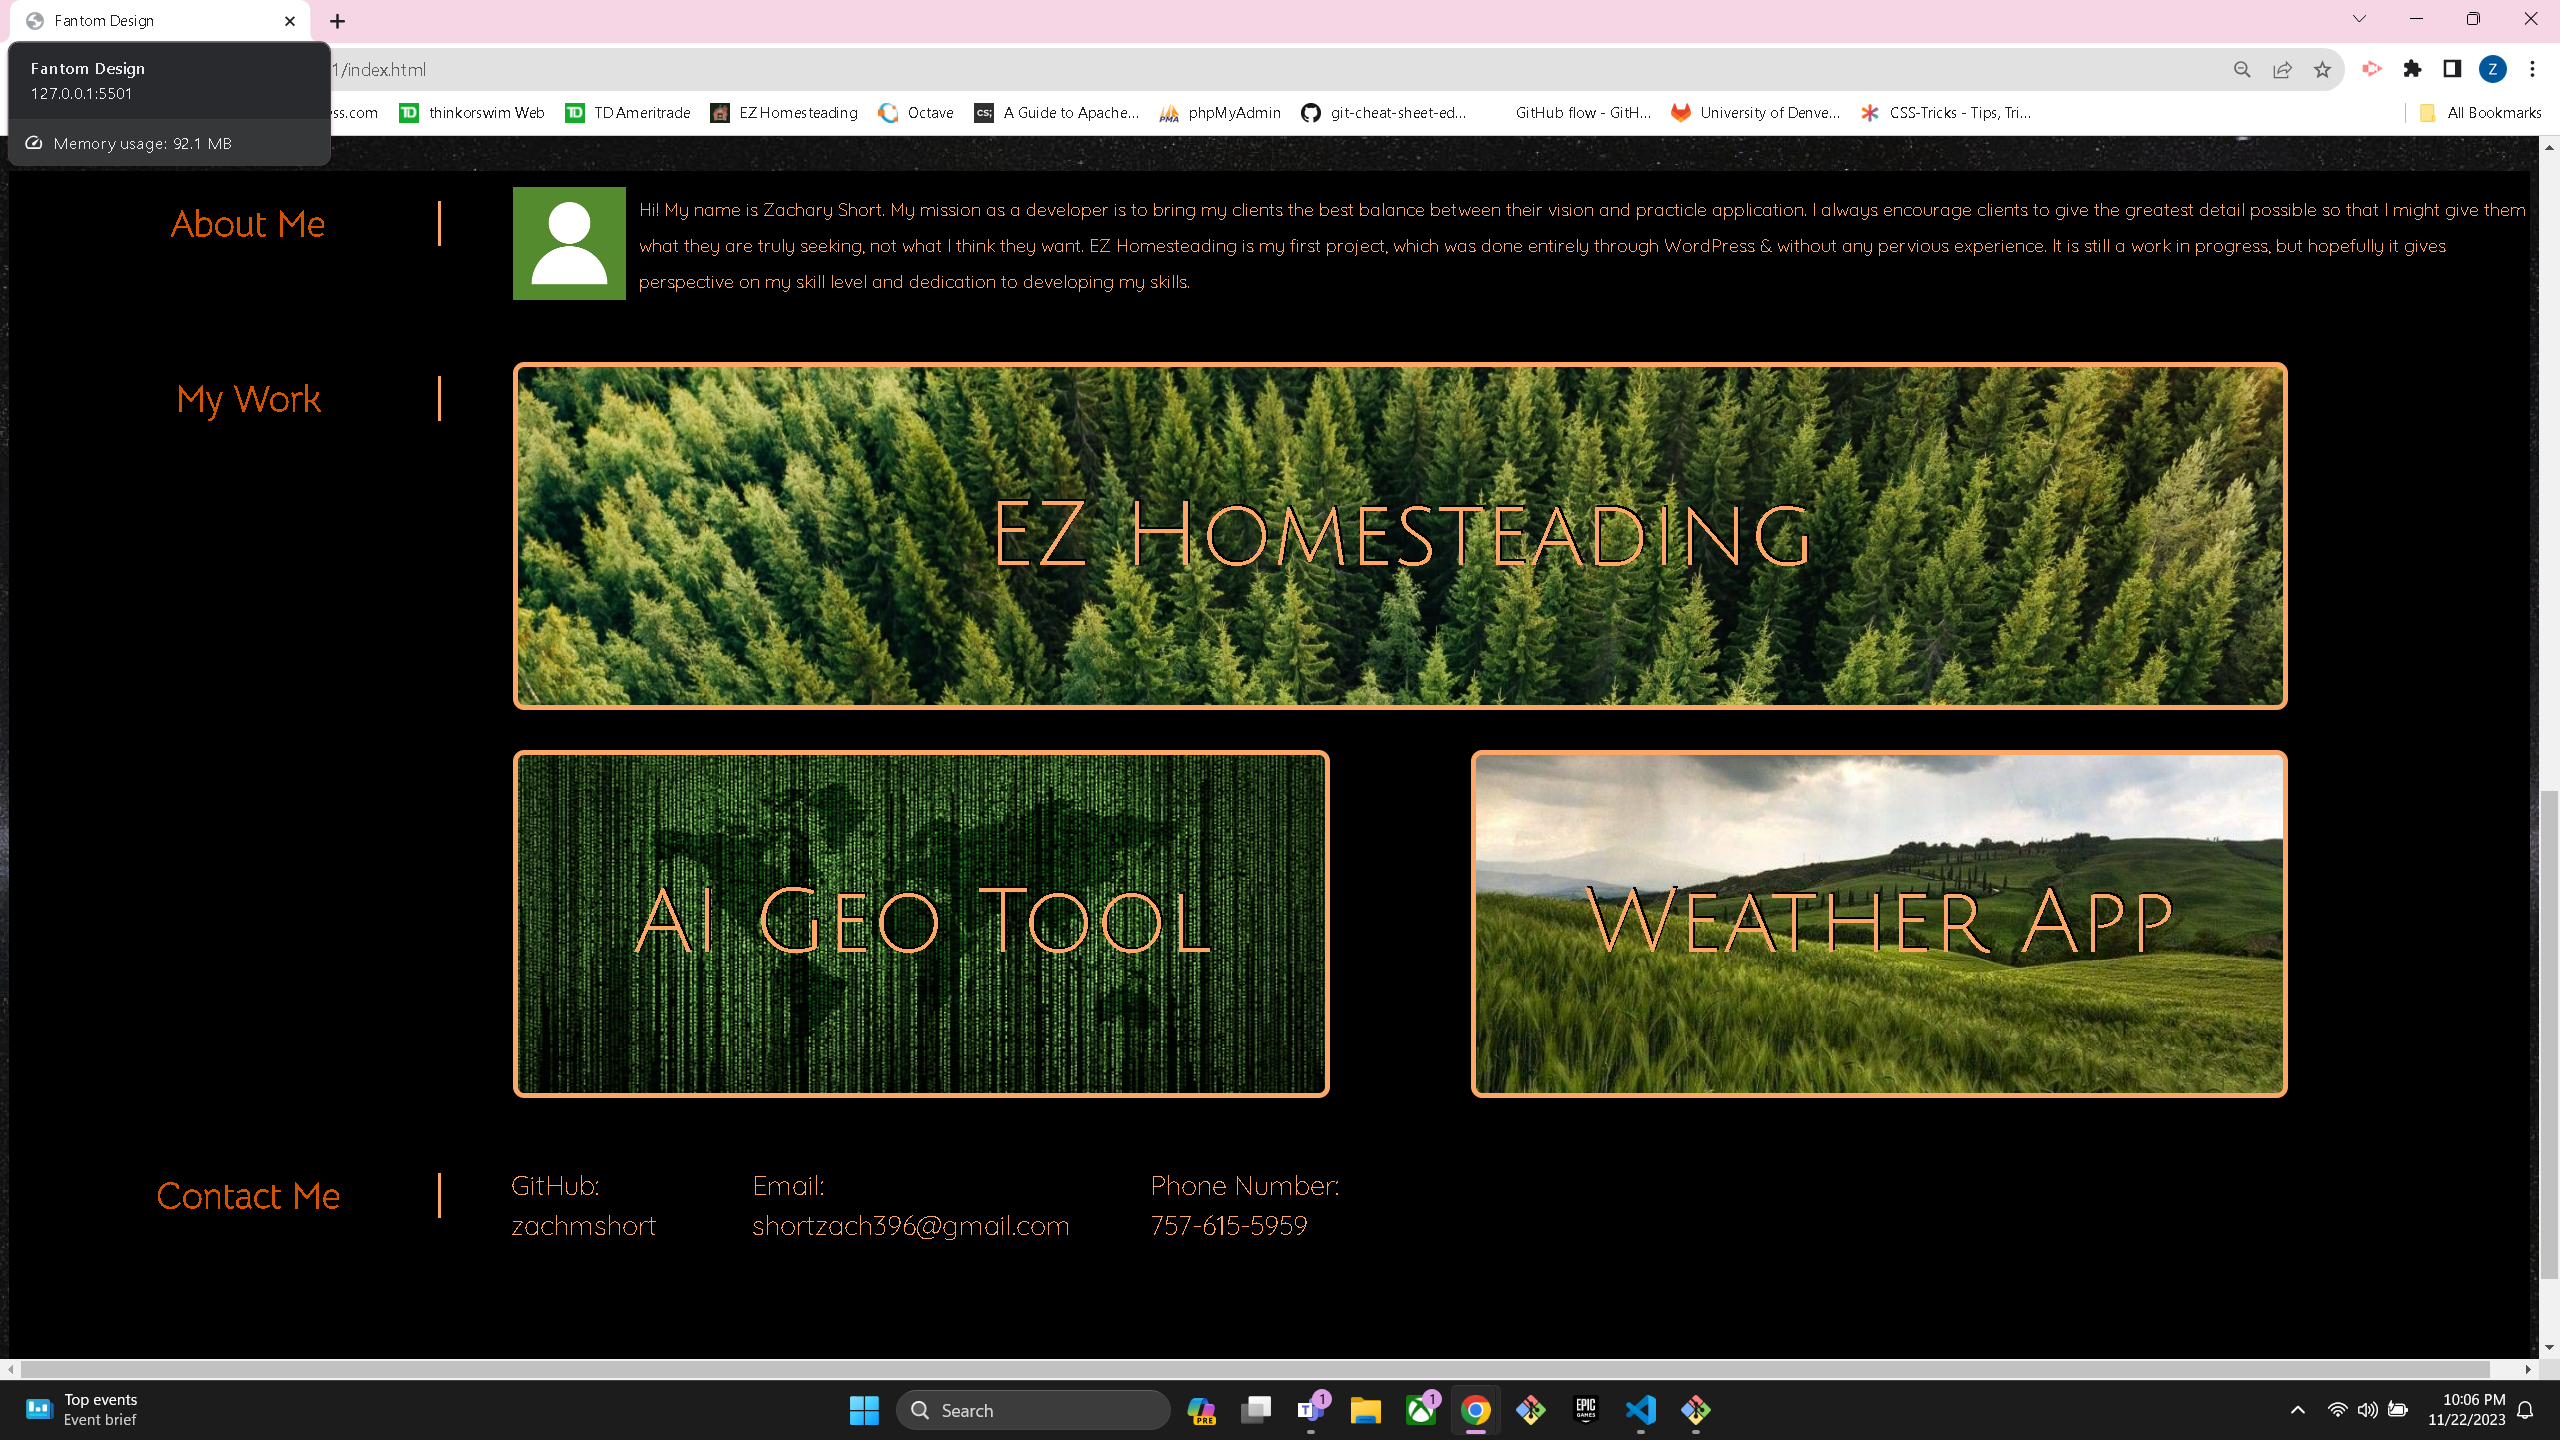 Fantom Design
Fantom Design
127.0.0.1:5501
Memory usage: 92.1 MB
1/index.html
Z
ess.com
thinkorswim Web
TD Ameritrade
EZ Homesteading
Octave
A Guide to Apache...
phpMyAdmin
git-cheat-sheet-ed...
GitHub flow - GitH...
University of Denve...
CSS-Tricks - Tips, Tri...
All Bookmarks
About Me
Hi! My name is Zachary Short. My mission as a developer is to bring my clients the best balance between their vision and practicle application. I always encourage clients to give the greatest detail possible so that I might give them
what they are truly seeking, not what I think they want. EZ Homesteading is my first project, which was done entirely through WordPress & without any pervious experience. It is still a work in progress, but hopefully it gives
perspective on my skill level and dedication to developing my skills.
My Work
EZ Homesteading
AI Geo Tool
Weather App
Contact Me
GitHub:
zachmshort
Email:
shortzach396@gmail.com
Phone Number:
757-615-5959
Top events
Event brief
Search
PRE
1
1
EPIC
GAMES
10:06 PM
11/22/2023